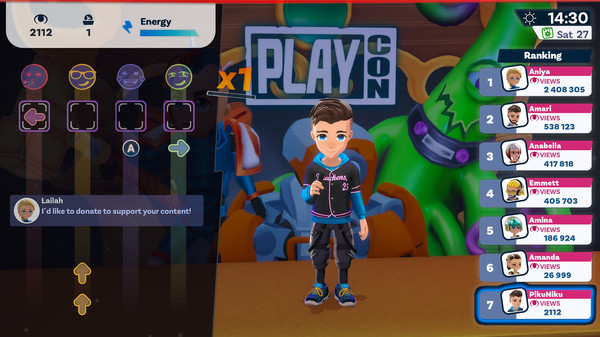 2112
1
Energy
14:30
Sat 27
x1
PLAY CON
Ranking
1
Aniya
VIEWS
2 408 305
2
Amari
VIEWS
538 123
3
Anabella
VIEWS
417 818
4
Emmett
VIEWS
405 703
5
Amina
VIEWS
186 924
6
Amanda
VIEWS
26 999
7
PikuNiku
VIEWS
2112
A
Lailah
I'd like to donate to support your content!